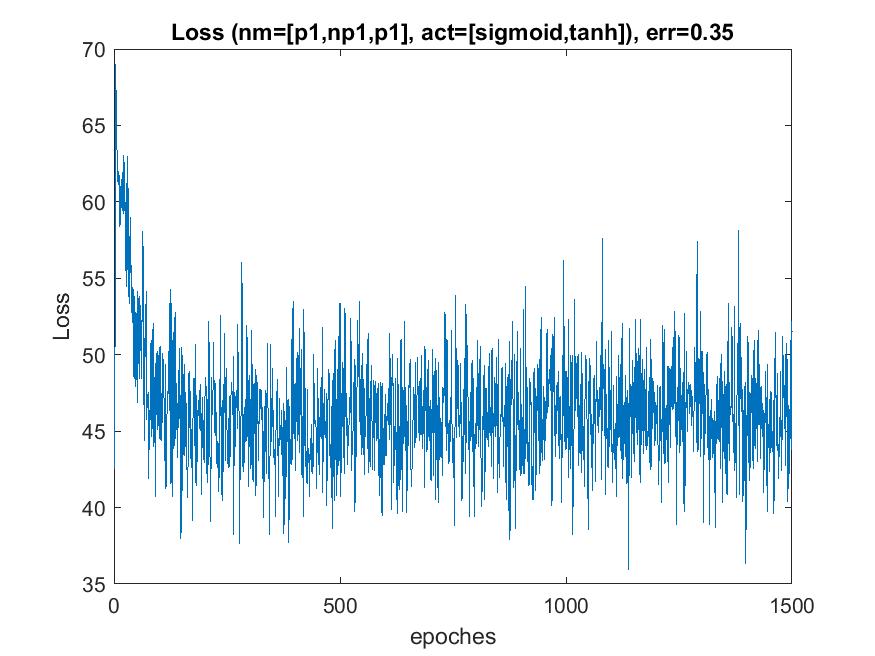 Loss (nm=[p1,np1,p1], act=[sigmoid,tanh]), err=0.35
70
65
60
55
50
45
40
35
Loss
0 500 1000 1500
epoches